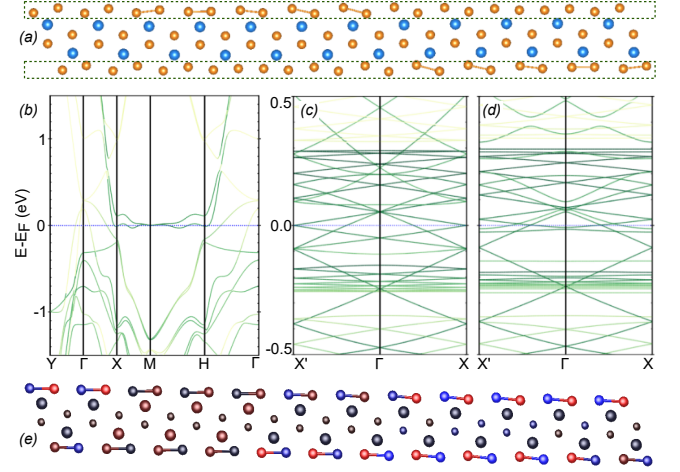 (a)
(b)
(c)
(d)
1
0
-1
E-E_F (eV)
0.5
0.0
-0.5
Y Γ X M H Γ
X' Γ X
X' Γ X
(e)